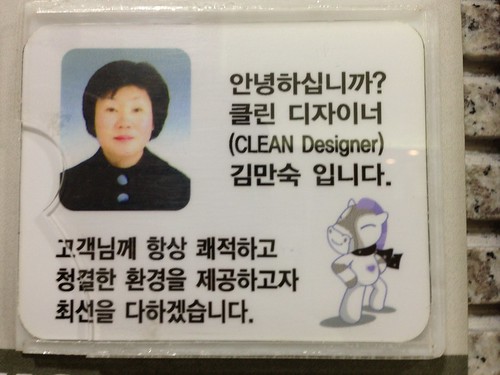 안녕하십니까?
클린 디자이너
(CLEAN Designer)
김만숙 입니다.
고객님께 항상 쾌적하고
청결한 환경을 제공하고자
최선을 다하겠습니다.